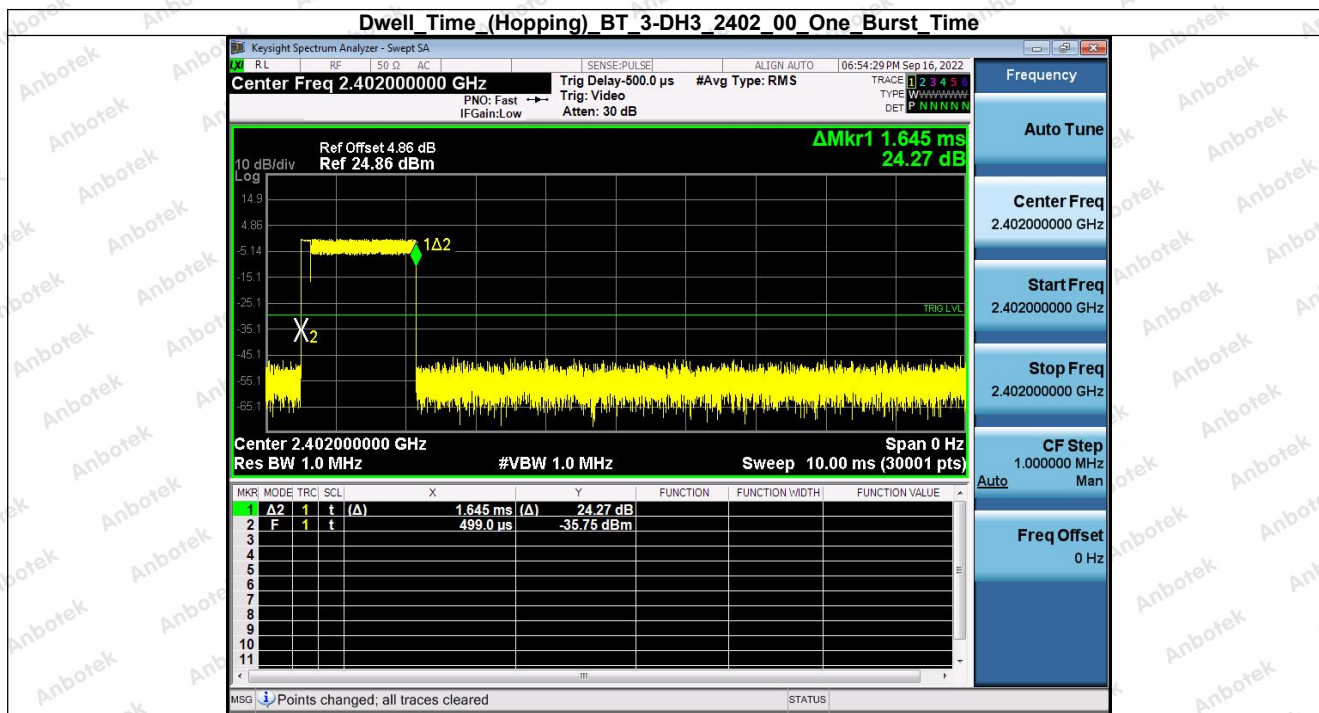 Dwell_Time_(Hopping)_BT_3-DH3_2402_00_One_Burst_Time
Keysight Spectrum Analyzer - Swept SA
LXI RL RF 50 Ω AC SENSE:PULSE ALIGN AUTO 06:54:29 PM Sep 16, 2022
Center Freq 2.402000000 GHz
PNO: Fast
IFGain:Low
Trig Delay-500.0 µs
Trig: Video
Atten: 30 dB
#Avg Type: RMS
TRACE 1 2 3 4 5 6
TYPE WWWWWW
DET P N N N N N
ΔMkr1 1.645 ms
24.27 dB
Ref Offset 4.86 dB
10 dB/div Ref 24.86 dBm
Log
14.9
4.86
-5.14
-15.1
-25.1
-35.1
-45.1
-55.1
-65.1
1Δ2
TRIG LVL
X2
Center 2.402000000 GHz Span 0 Hz
Res BW 1.0 MHz #VBW 1.0 MHz Sweep 10.00 ms (30001 pts)
MKR MODE TRC SCL X Y FUNCTION FUNCTION WIDTH FUNCTION VALUE
1 Δ2 1 t (Δ) 1.645 ms (Δ) 24.27 dB
2 F 1 t 499.0 µs -35.75 dBm
3
4
5
6
7
8
9
10
11
MSG Points changed; all traces cleared STATUS
Frequency
Auto Tune
Center Freq
2.402000000 GHz
Start Freq
2.402000000 GHz
Stop Freq
2.402000000 GHz
CF Step
1.000000 MHz
Auto Man
Freq Offset
0 Hz
Anbotek